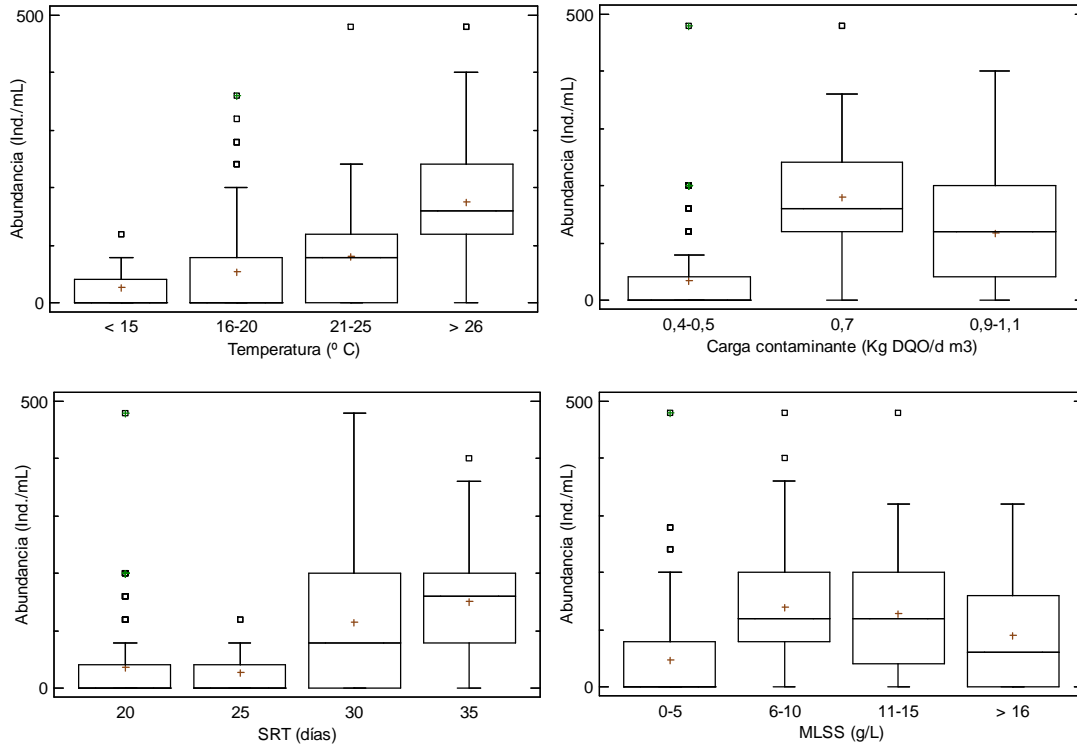 500
Abundancia (Ind./mL)
0
< 15 16-20 21-25 > 26
Temperatura (º C)
500
Abundancia (Ind./mL)
0
0,4-0,5 0,7 0,9-1,1
Carga contaminante (Kg DQO/d m3)
500
Abundancia (Ind./mL)
0
20 25 30 35
SRT (días)
500
Abundancia (Ind./mL)
0
0-5 6-10 11-15 > 16
MLSS (g/L)